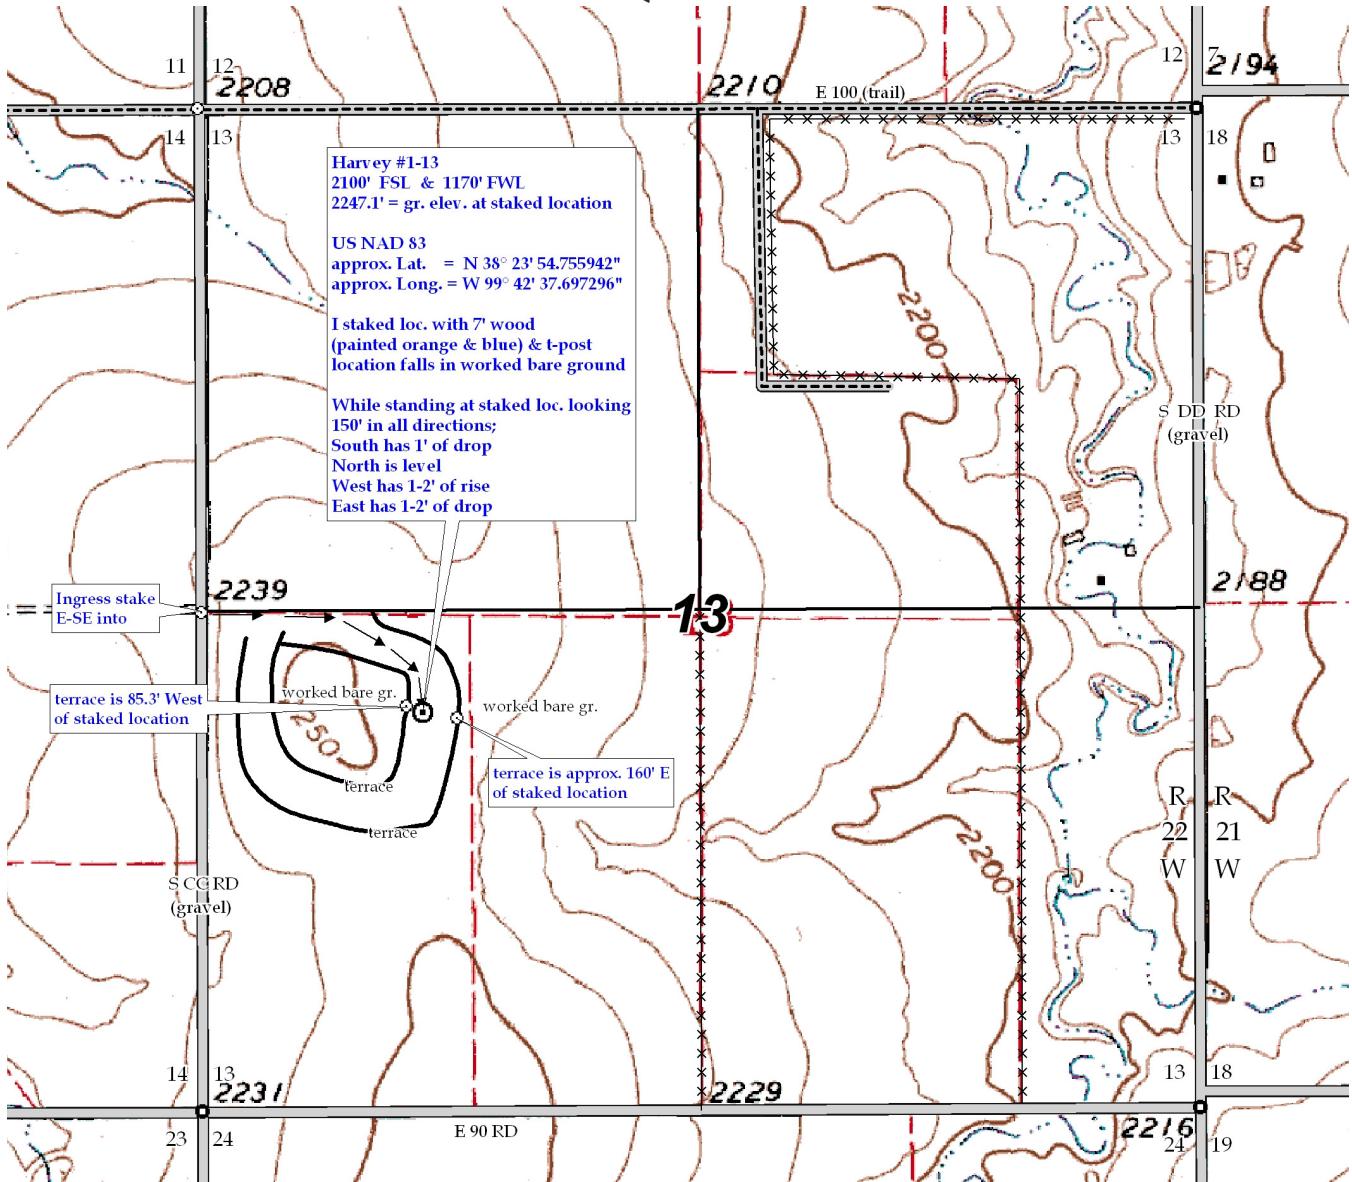 11
12
12
7
2208
2210
2194
E 100 (trail)
14
13
13
18
Harvey #1-13
2100' FSL & 1170' FWL
2247.1' = gr. elev. at staked location
US NAD 83
approx. Lat. = N 38° 23' 54.755942"
approx. Long. = W 99° 42' 37.697296"
I staked loc. with 7' wood
(painted orange & blue) & t-post
location falls in worked bare ground
While standing at staked loc. looking
150' in all directions;
South has 1' of drop
North is level
West has 1-2' of rise
East has 1-2' of drop
2200
S DD RD
(gravel)
2239
2188
Ingress stake
E-SE into
13
terrace is 85.3' West
of staked location
worked bare gr.
worked bare gr.
2250
terrace is approx. 160' E
of staked location
terrace
terrace
R
22
W
R
21
W
2200
S CC RD
(gravel)
14
13
13
18
2231
2229
2216
E 90 RD
23
24
24
19